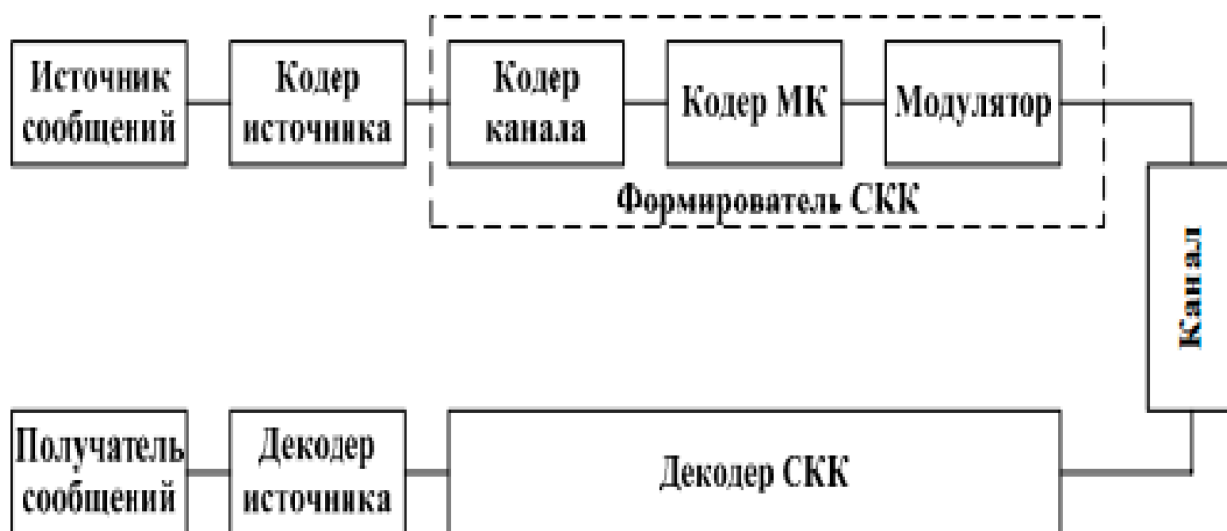 Источник
сообщений
Кодер
источника
Кодер
канала
Кодер МК
Модулятор
Формирователь СКК
Канал
Получатель
сообщений
Декодер
источника
Декодер СКК